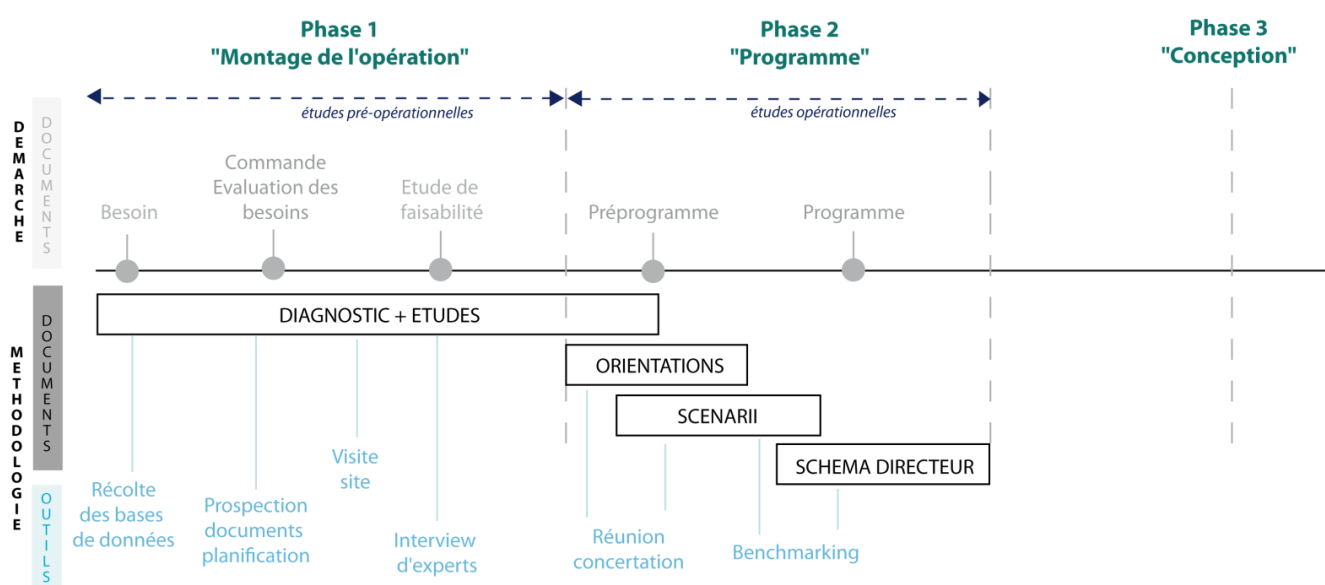 Phase 1
"Montage de l'opération"
Phase 2
"Programme"
Phase 3
"Conception"
études pré-opérationnelles
études opérationnelles
DEMARCHE
DOCUMENTS
Besoin
Commande
Evaluation des
besoins
Etude de
faisabilité
Préprogramme
Programme
METHODOLOGIE
DOCUMENTS
DIAGNOSTIC + ETUDES
ORIENTATIONS
SCENARII
SCHEMA DIRECTEUR
OUTILS
Récolte
des bases
de données
Prospection
documents
planification
Visite
site
Interview
d'experts
Réunion
concertation
Benchmarking